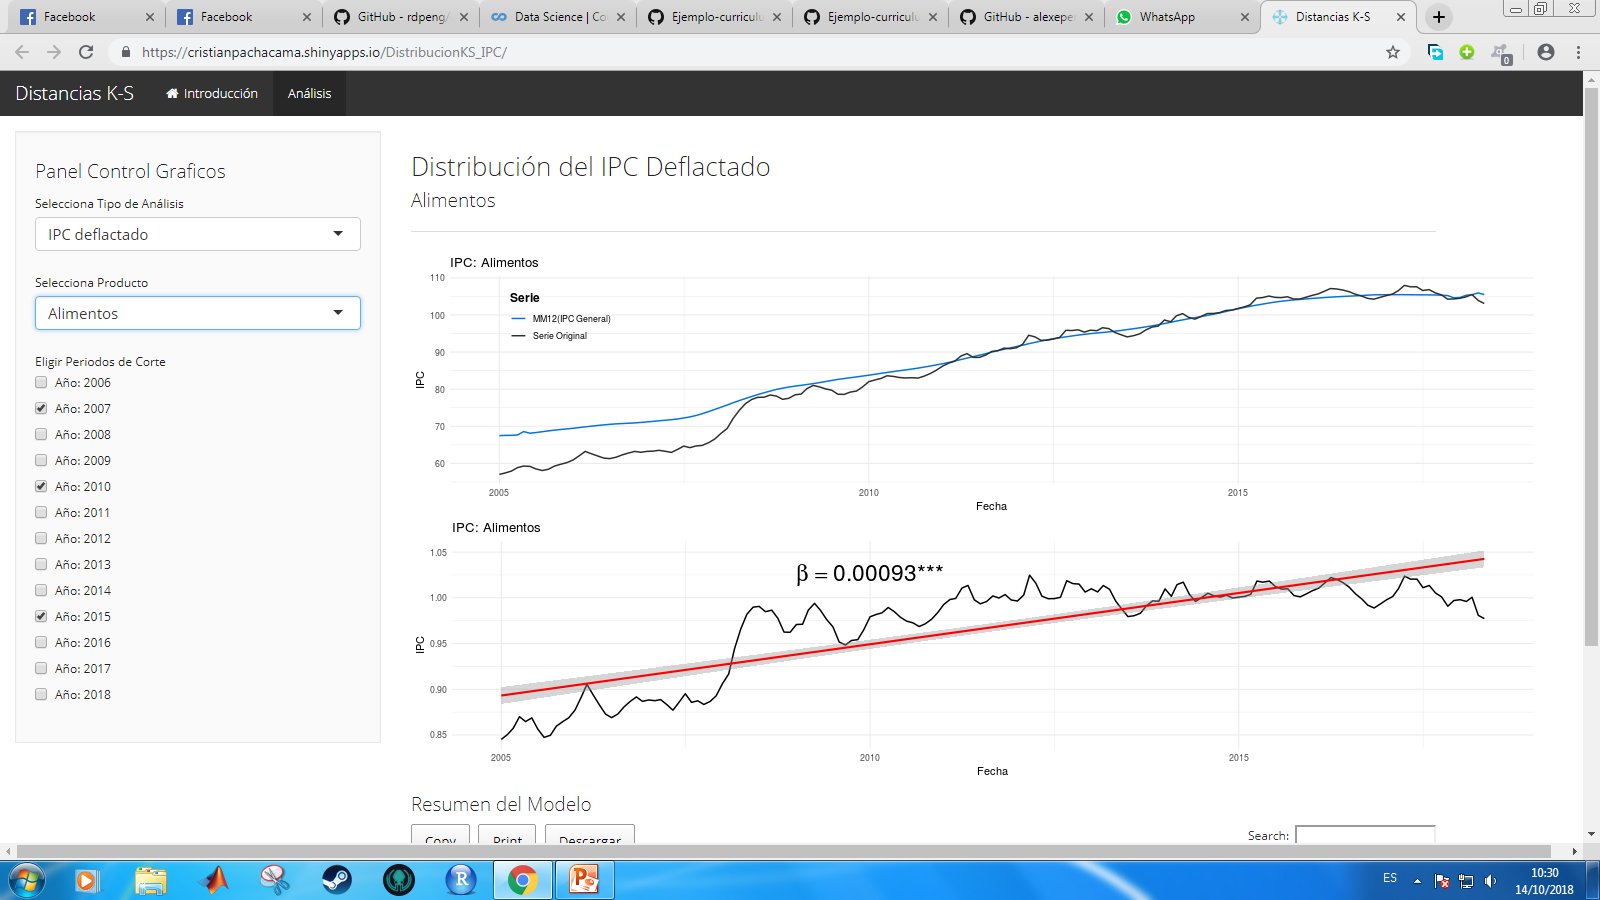 Facebook
Facebook
GitHub - rdpeng/
Data Science | Co
Ejemplo-curriculu
Ejemplo-curriculu
GitHub - alexepe
WhatsApp
Distancias K-S
https://cristianpachacama.shinyapps.io/DistribucionKS_IPC/
0
Distancias K-S
Introducción
Análisis
Panel Control Graficos
Selecciona Tipo de Análisis
IPC deflactado
Selecciona Producto
Alimentos
Eligir Periodos de Corte
Año: 2006
Año: 2007
Año: 2008
Año: 2009
Año: 2010
Año: 2011
Año: 2012
Año: 2013
Año: 2014
Año: 2015
Año: 2016
Año: 2017
Año: 2018
Distribución del IPC Deflactado
Alimentos
IPC: Alimentos
110
100
90
80
70
60
IPC
Serie
MM12(IPC General)
Serie Original
2005
2010
2015
Fecha
IPC: Alimentos
1.05
1.00
0.95
0.90
0.85
IPC
β = 0.00093***
2005
2010
2015
Fecha
Resumen del Modelo
Copy
Print
Descargar
Search:
ES
10:30
14/10/2018